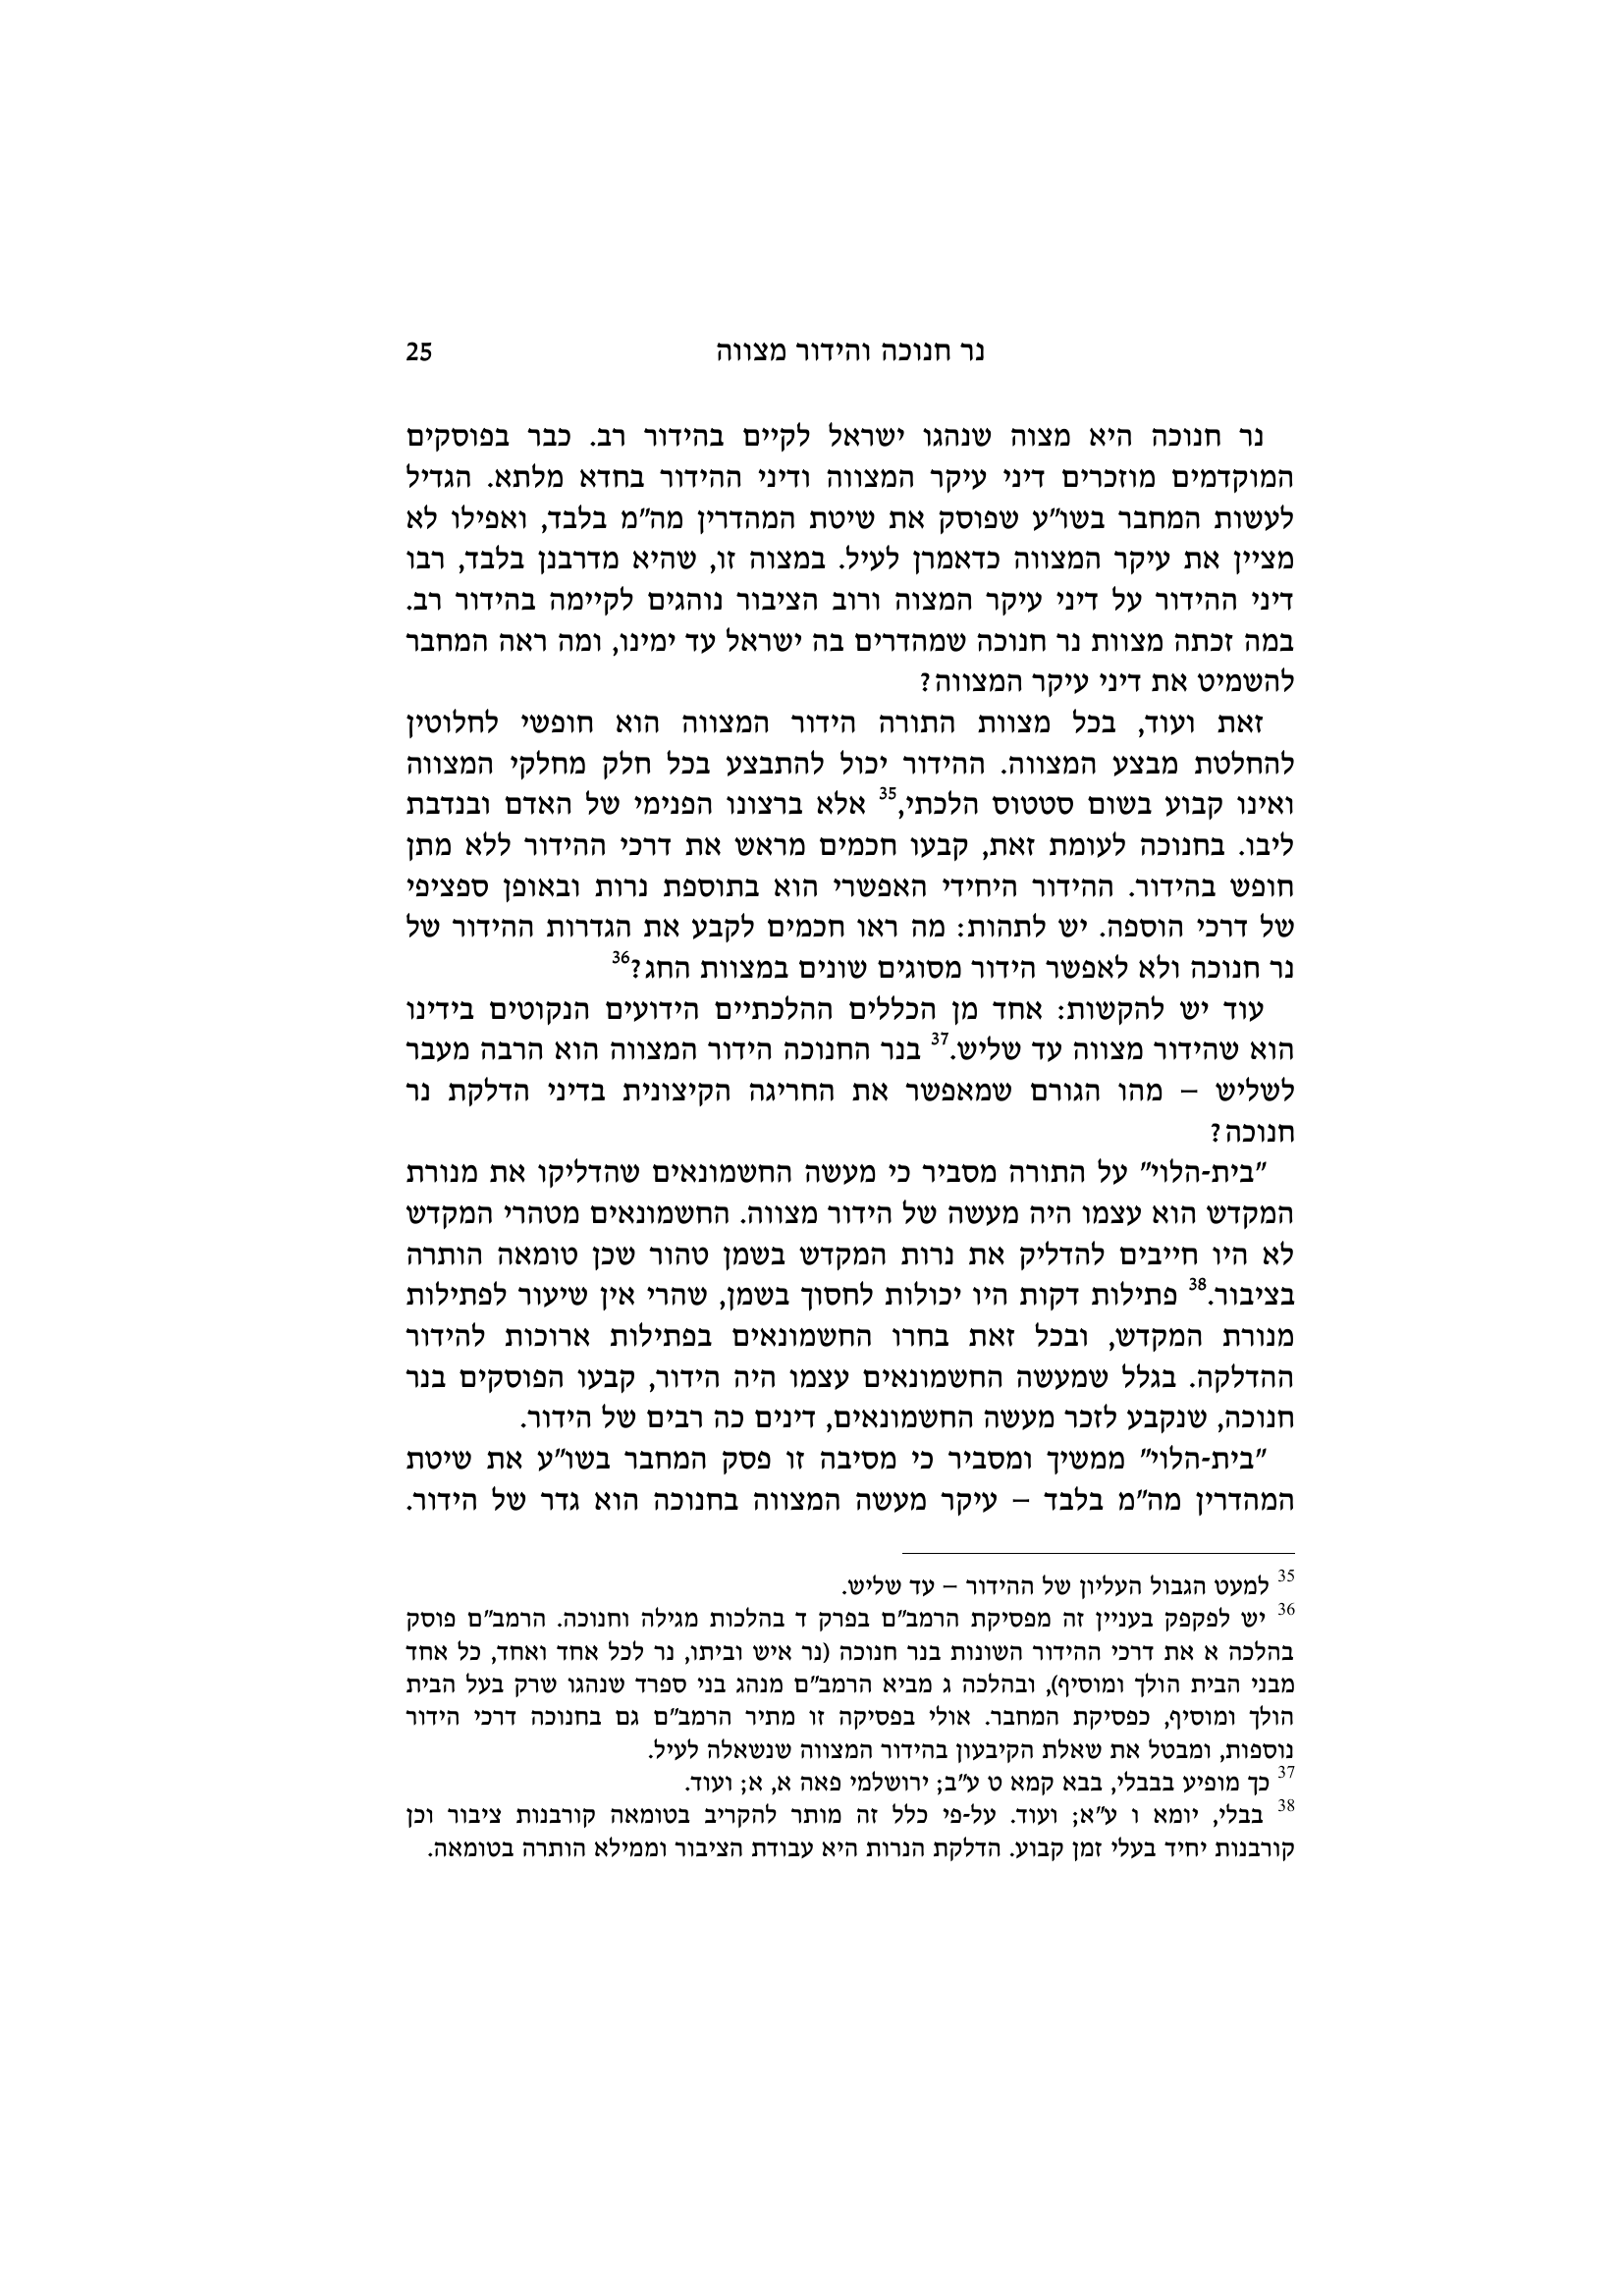 נר חנוכה והידור מצווה 25
נר חנוכה היא מצוה שנהגו ישראל לקיים בהידור רב. כבר בפוסקים
המוקדמים מוזכרים דיני עיקר המצווה ודיני ההידור בחדא מלתא. הגדיל
לעשות המחבר בשו"ע שפוסק את שיטת המהדרין מה"מ בלבד, ואפילו לא
מציין את עיקר המצווה כדאמרן לעיל. במצוה זו, שהיא מדרבנן בלבד, רבו
דיני ההידור על דיני עיקר המצוה ורוב הציבור נוהגים לקיימה בהידור רב.
במה זכתה מצוות נר חנוכה שמהדרים בה ישראל עד ימינו, ומה ראה המחבר
להשמיט את דיני עיקר המצווה?
זאת ועוד, בכל מצוות התורה הידור המצווה הוא חופשי לחלוטין
להחלטת מבצע המצווה. ההידור יכול להתבצע בכל חלק מחלקי המצווה
ואינו קבוע בשום סטטוס הלכתי,35 אלא ברצונו הפנימי של האדם ובנדבת
ליבו. בחנוכה לעומת זאת, קבעו חכמים מראש את דרכי ההידור ללא מתן
חופש בהידור. ההידור היחידי האפשרי הוא בתוספת נרות ובאופן ספציפי
של דרכי הוספה. יש לתהות: מה ראו חכמים לקבע את הגדרות ההידור של
נר חנוכה ולא לאפשר הידור מסוגים שונים במצוות החג?36
עוד יש להקשות: אחד מן הכללים ההלכתיים הידועים הנקוטים בידינו
הוא שהידור מצווה עד שליש.37 בנר החנוכה הידור המצווה הוא הרבה מעבר
לשליש – מהו הגורם שמאפשר את החריגה הקיצונית בדיני הדלקת נר
חנוכה?
"בית-הלוי" על התורה מסביר כי מעשה החשמונאים שהדליקו את מנורת
המקדש הוא עצמו היה מעשה של הידור מצווה. החשמונאים מטהרי המקדש
לא היו חייבים להדליק את נרות המקדש בשמן טהור שכן טומאה הותרה
בציבור.38 פתילות דקות היו יכולות לחסוך בשמן, שהרי אין שיעור לפתילות
מנורת המקדש, ובכל זאת בחרו החשמונאים בפתילות ארוכות להידור
ההדלקה. בגלל שמעשה החשמונאים עצמו היה הידור, קבעו הפוסקים בנר
חנוכה, שנקבע לזכר מעשה החשמונאים, דינים כה רבים של הידור.
"בית-הלוי" ממשיך ומסביר כי מסיבה זו פסק המחבר בשו"ע את שיטת
המהדרין מה"מ בלבד – עיקר מעשה המצווה בחנוכה הוא גדר של הידור.
35 למעט הגבול העליון של ההידור – עד שליש.
36 יש לפקפק בעניין זה מפסיקת הרמב"ם בפרק ד בהלכות מגילה וחנוכה. הרמב"ם פוסק
בהלכה א את דרכי ההידור השונות בנר חנוכה (נר איש וביתו, נר לכל אחד ואחד, כל אחד
מבני הבית הולך ומוסיף), ובהלכה ג מביא הרמב"ם מנהג בני ספרד שנהגו שרק בעל הבית
הולך ומוסיף, כפסיקת המחבר. אולי בפסיקה זו מתיר הרמב"ם גם בחנוכה דרכי הידור
נוספות, ומבטל את שאלת הקיבעון בהידור המצווה שנשאלה לעיל.
37 כך מופיע בבבלי, בבא קמא ט ע"ב; ירושלמי פאה א, א; ועוד.
38 בבלי, יומא ו ע"א; ועוד. על-פי כלל זה מותר להקריב בטומאה קורבנות ציבור וכן
קורבנות יחיד בעלי זמן קבוע. הדלקת הנרות היא עבודת הציבור וממילא הותרה בטומאה.